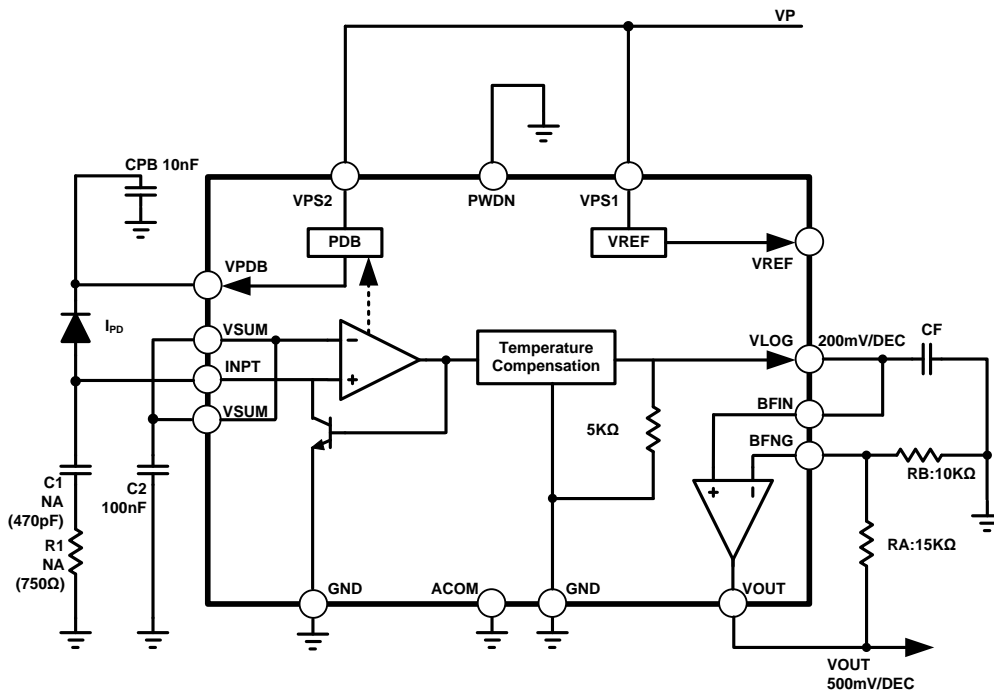 VP
CPB 10nF
VPS2
PWDN
VPS1
PDB
VREF
VREF
VPDB
I PD
VSUM
INPT
VSUM
Temperature
Compensation
VLOG
200mV/DEC
CF
BFIN
BFNG
5KΩ
RB:10KΩ
C1
NA
(470pF)
C2
100nF
R1
NA
(750Ω)
RA:15KΩ
GND
ACOM
GND
VOUT
VOUT
500mV/DEC